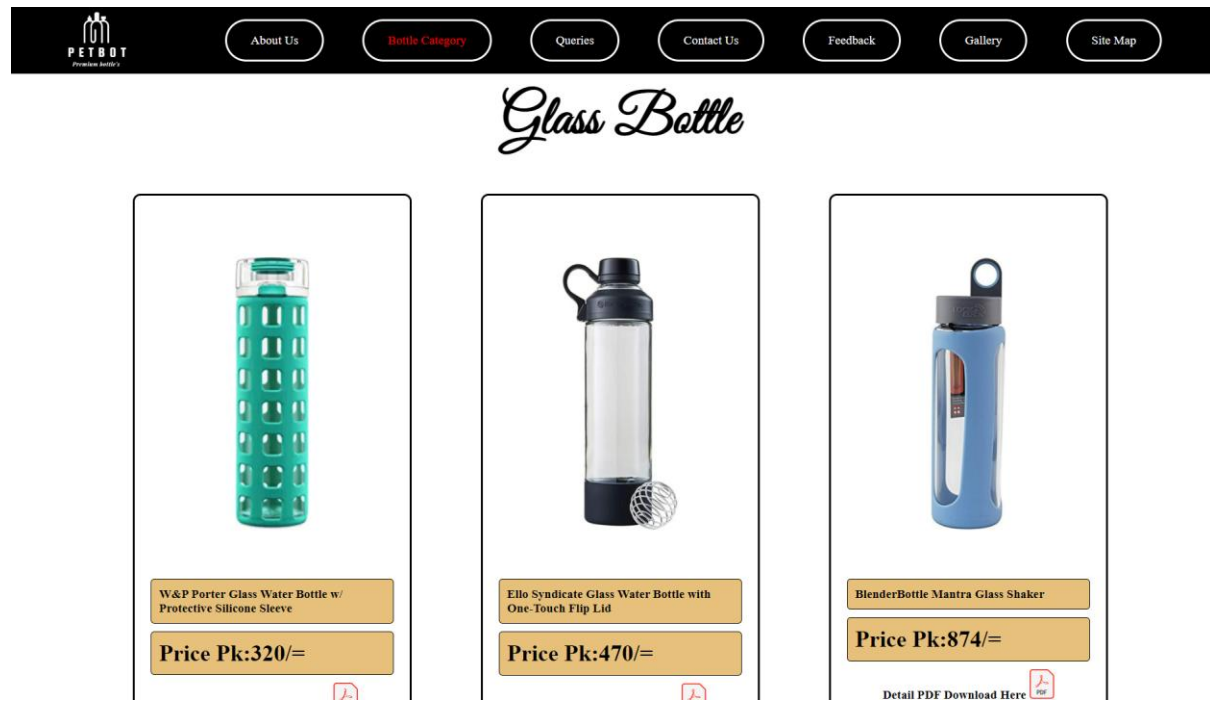 PETBOT
Premium bottle's
About Us
Bottle Category
Queries
Contact Us
Feedback
Gallery
Site Map
Glass Bottle
W&P Porter Glass Water Bottle w/
Protective Silicone Sleeve
Price Pk:320/=
Ello Syndicate Glass Water Bottle with
One-Touch Flip Lid
Price Pk:470/=
BlenderBottle Mantra Glass Shaker
Price Pk:874/=
Detail PDF Download Here
PDF